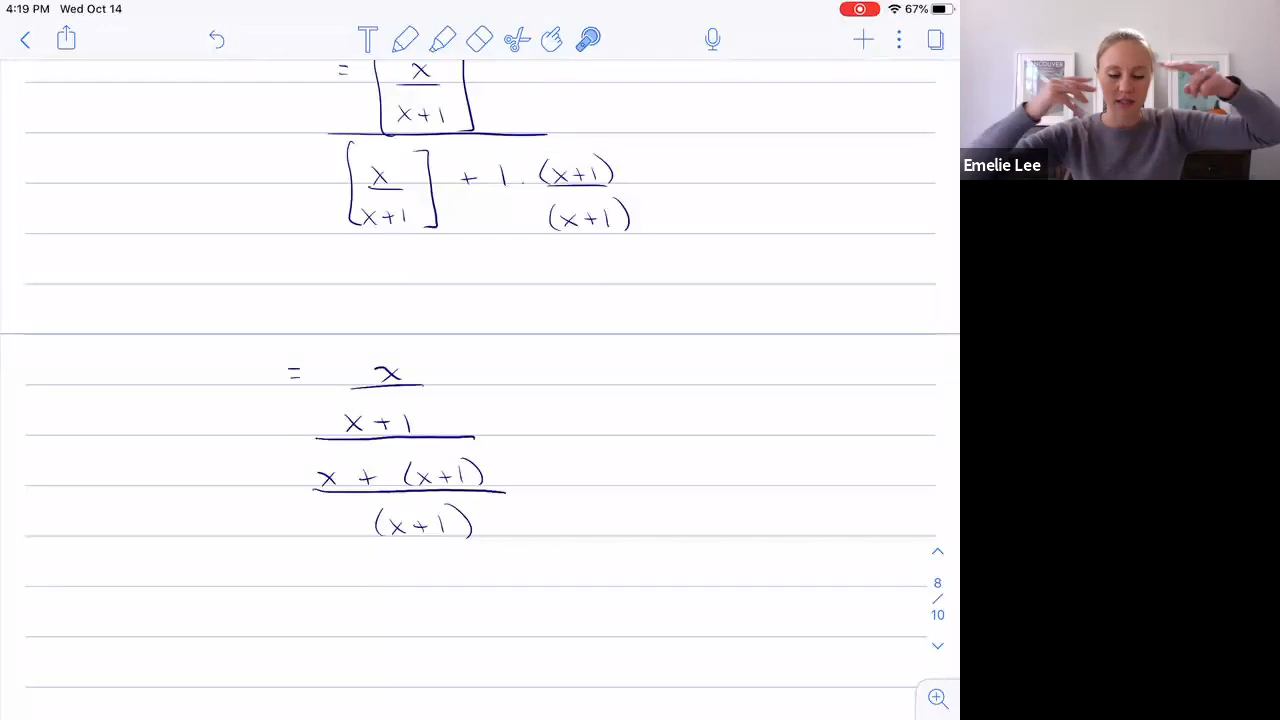 4:19 PM Wed Oct 14
67%
T
= [ x
x+1 ]
[ x
x+1 ] + 1 · (x+1)
(x+1)
= x
x + 1
x + (x+1)
(x+1)
8
/
10
VANCOUVER
Emelie Lee